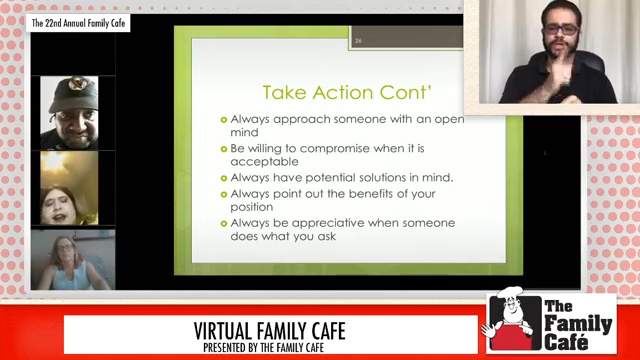 The 22nd Annual Family Cafe
26
Take Action Cont’
Always approach someone with an open
mind
Be willing to compromise when it is
acceptable
Always have potential solutions in mind.
Always point out the benefits of your
position
Always be appreciative when someone
does what you ask
VIRTUAL FAMILY CAFE
PRESENTED BY THE FAMILY CAFE
The
Family
Café